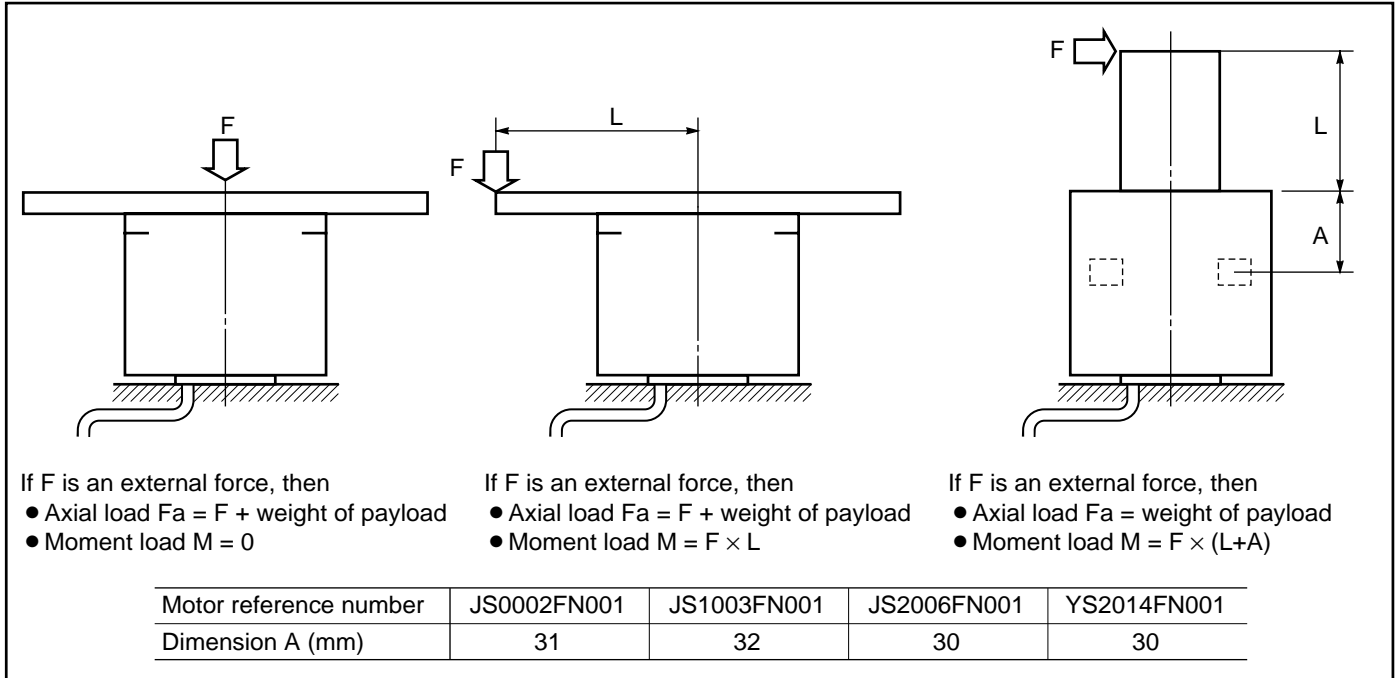 F
F
L
F
L
A
If F is an external force, then
● Axial load Fa = F + weight of payload
● Moment load M = 0
If F is an external force, then
● Axial load Fa = F + weight of payload
● Moment load M = F × L
If F is an external force, then
● Axial load Fa = weight of payload
● Moment load M = F × (L+A)
Motor reference number JS0002FN001 JS1003FN001 JS2006FN001 YS2014FN001
Dimension A (mm) 31 32 30 30